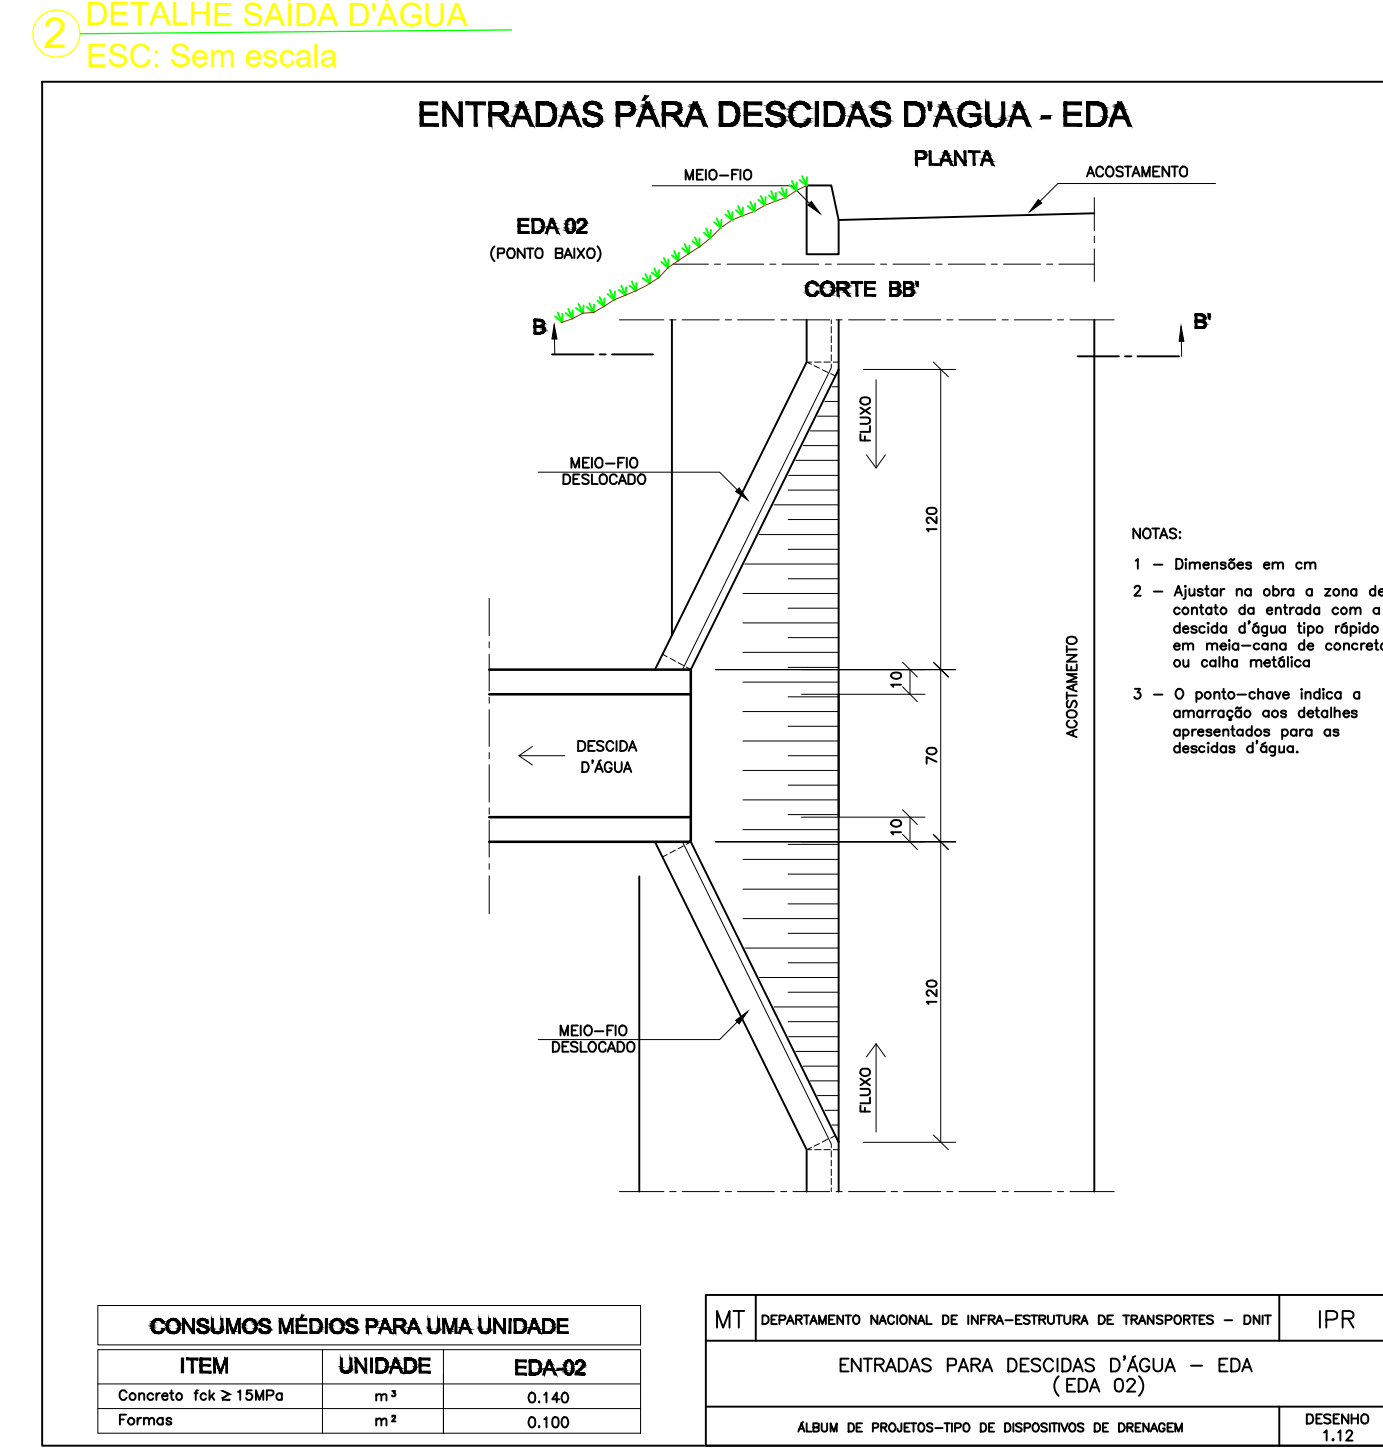 2
DETALHE SAÍDA D'ÁGUA
ESC: Sem escala
ENTRADAS PÁRA DESCIDAS D'AGUA - EDA
PLANTA
MEIO-FIO
ACOSTAMENTO
EDA 02
(PONTO BAIXO)
CORTE BB'
B
B'
FLUXO
MEIO-FIO
DESLOCADO
120
NOTAS:
1 - Dimensões em cm
2 - Ajustar na obra a zona de
contato da entrada com a
descida d'água tipo rápido
em meia-cana de concreto
ou calha metálica
3 - O ponto-chave indica a
amarração aos detalhes
apresentados para as
descidas d'água.
ACOSTAMENTO
10
DESCIDA
D'ÁGUA
70
10
120
MEIO-FIO
DESLOCADO
FLUXO
CONSUMOS MÉDIOS PARA UMA UNIDADE
ITEM UNIDADE EDA-02
Concreto fck ≥ 15MPa m³ 0.140
Formas m² 0.100
MT DEPARTAMENTO NACIONAL DE INFRA-ESTRUTURA DE TRANSPORTES - DNIT IPR
ENTRADAS PARA DESCIDAS D'ÁGUA - EDA
(EDA 02)
ÁLBUM DE PROJETOS-TIPO DE DISPOSITIVOS DE DRENAGEM
DESENHO
1.12